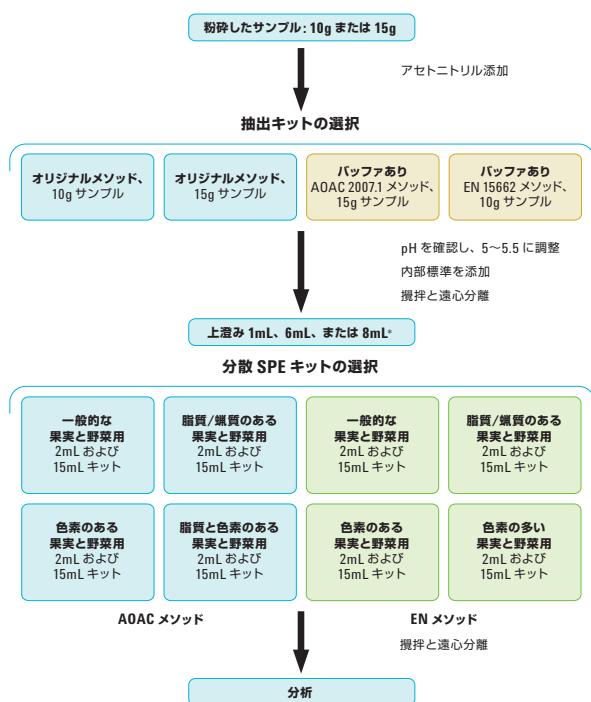 粉砕したサンプル: 10g または 15g
アセトニトリル添加
抽出キットの選択
オリジナルメソッド、
10g サンプル
オリジナルメソッド、
15g サンプル
バッファあり
AOAC 2007.1 メソッド、
15g サンプル
バッファあり
EN 15662 メソッド、
10g サンプル
pH を確認し、5～5.5 に調整
内部標準を添加
攪拌と遠心分離
上澄み 1mL、6mL、または 8mL*
分散 SPE キットの選択
一般的な
果実と野菜用
2mL および
15mL キット
脂質/蝋質のある
果実と野菜用
2mL および
15mL キット
一般的な
果実と野菜用
2mL および
15mL キット
脂質/蝋質のある
果実と野菜用
2mL および
15mL キット
色素のある
果実と野菜用
2mL および
15mL キット
脂質と色素のある
果実と野菜用
2mL および
15mL キット
色素のある
果実と野菜用
2mL および
15mL キット
色素の多い
果実と野菜用
2mL および
15mL キット
AOAC メソッド
EN メソッド
攪拌と遠心分離
分析